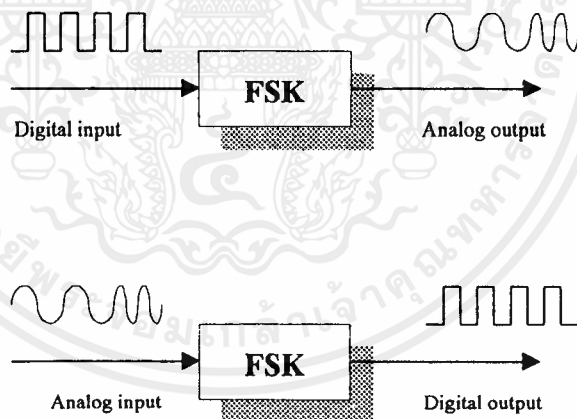 FSK
Digital input
Analog output
FSK
Analog input
Digital output